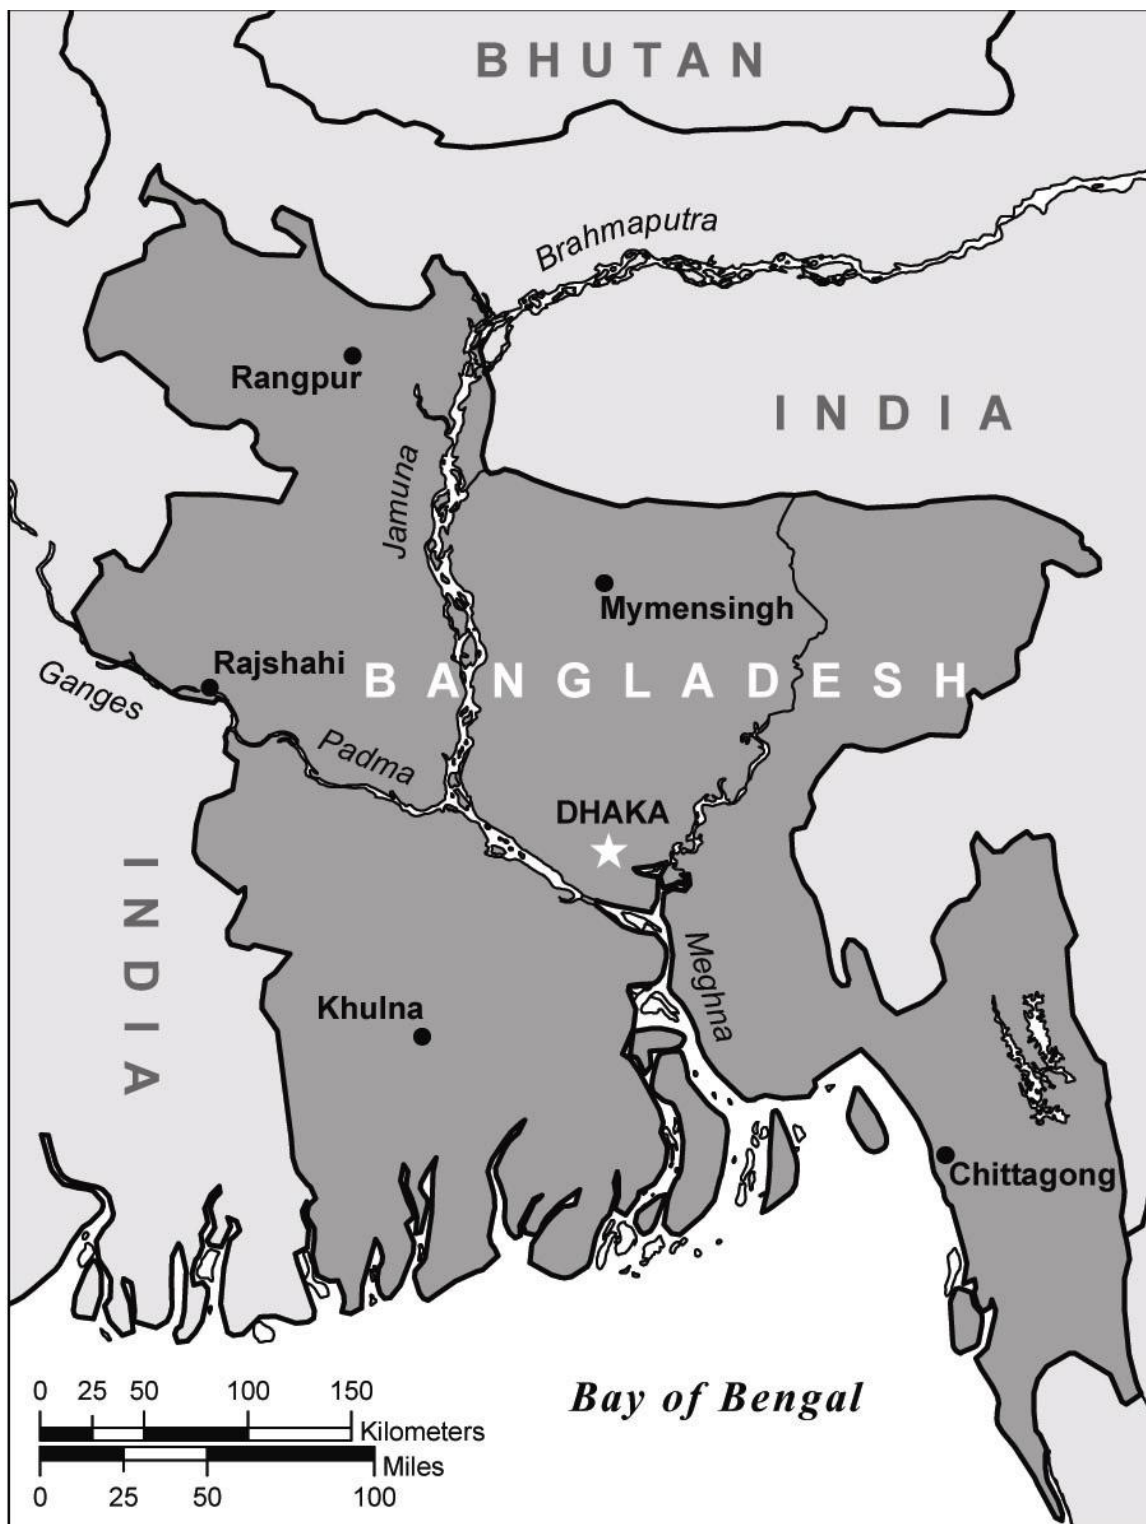 BHUTAN
Brahmaputra
Rangpur
INDIA
Jamuna
Mymensingh
Rajshahi
BANGLADESH
Ganges
Padma
DHAKA
INDIA
Meghna
Khulna
Chittagong
Bay of Bengal
0 25 50 100 150
Kilometers
Miles
0 25 50 100